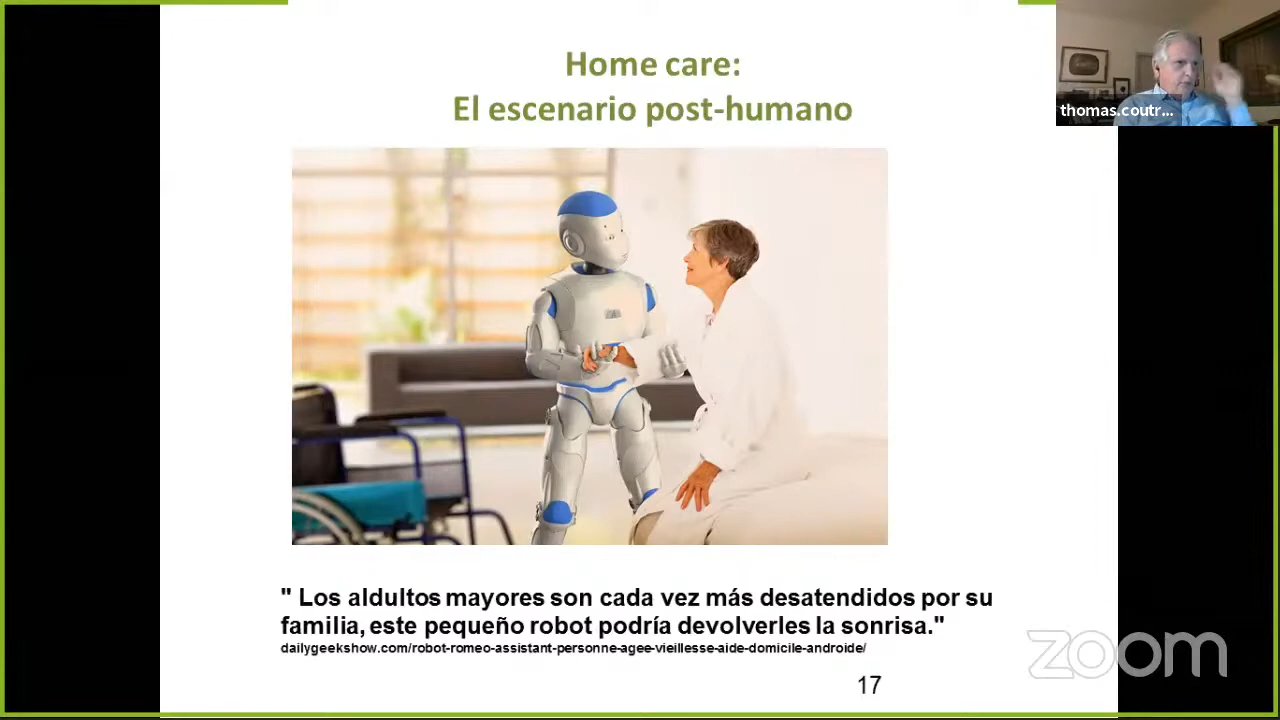 Home care:
El escenario post-humano
thomas.coutr...
" Los aldultos mayores son cada vez más desatendidos por su
familia, este pequeño robot podría devolverles la sonrisa."
dailygeekshow.com/robot-romeo-assistant-personne-agee-vieillesse-aide-domicile-androide/
zoom
17